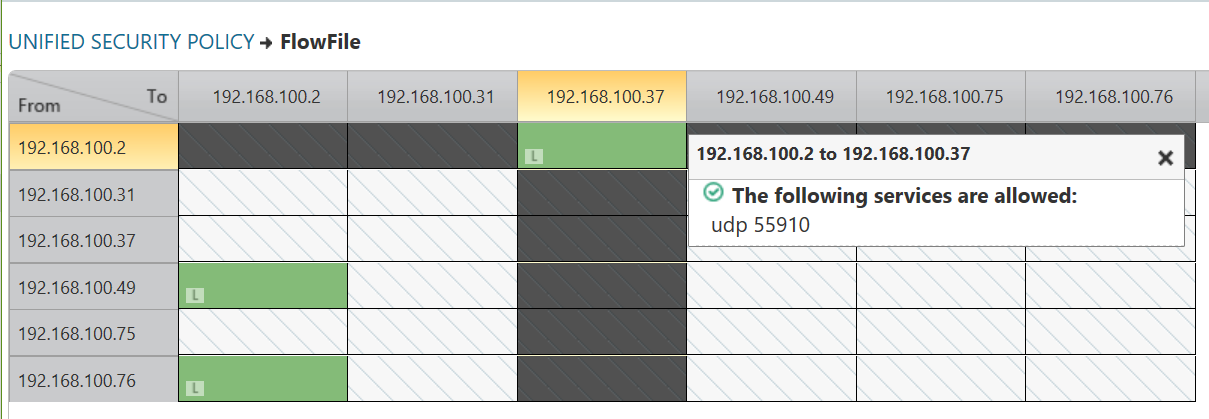 UNIFIED SECURITY POLICY → FlowFile
From To 192.168.100.2 192.168.100.31 192.168.100.37 192.168.100.49 192.168.100.75 192.168.100.76
192.168.100.2
L
192.168.100.2 to 192.168.100.37
The following services are allowed:
udp 55910
192.168.100.31
192.168.100.37
192.168.100.49
L
192.168.100.75
192.168.100.76
L